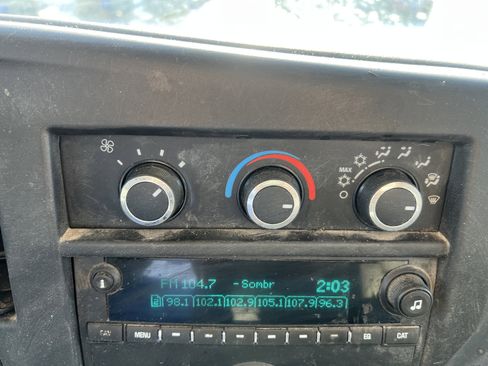 MAX
FM 104.7 - Sombr 2:03
2 98.1 102.1 102.9 105.1 107.9 96.3
FAV MENU EQ CAT